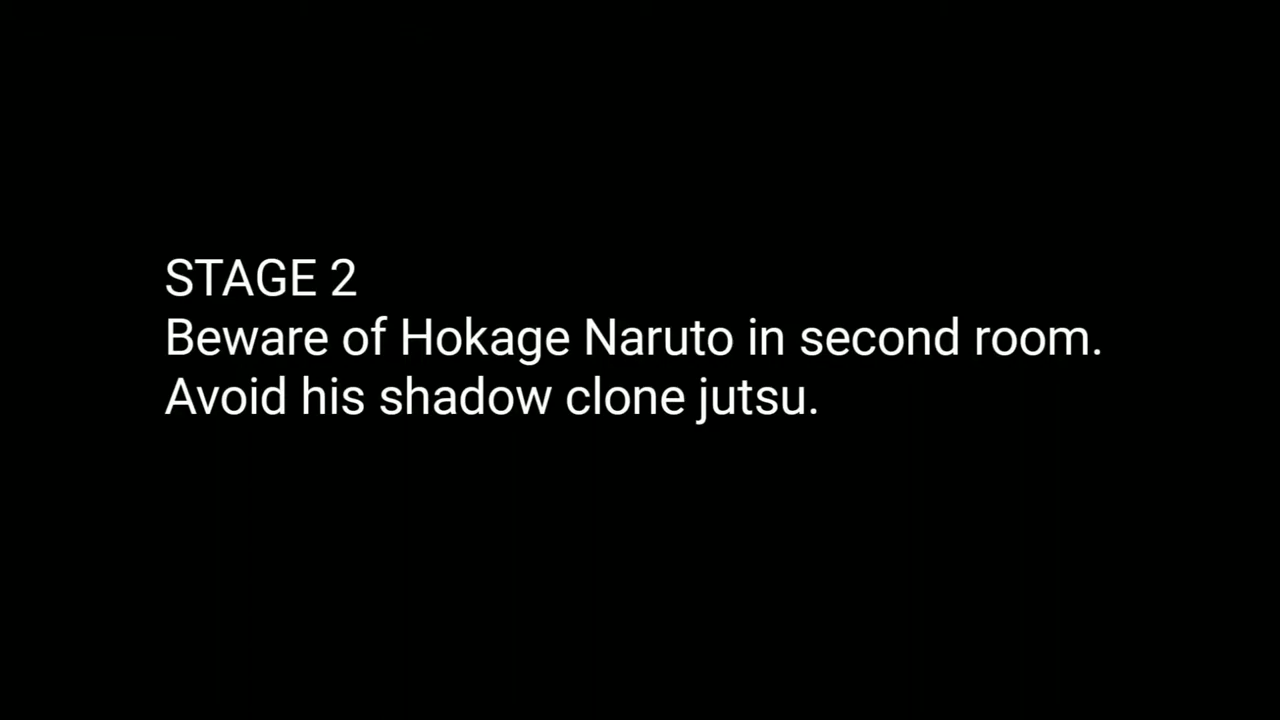 STAGE 2
Beware of Hokage Naruto in second room.
Avoid his shadow clone jutsu.